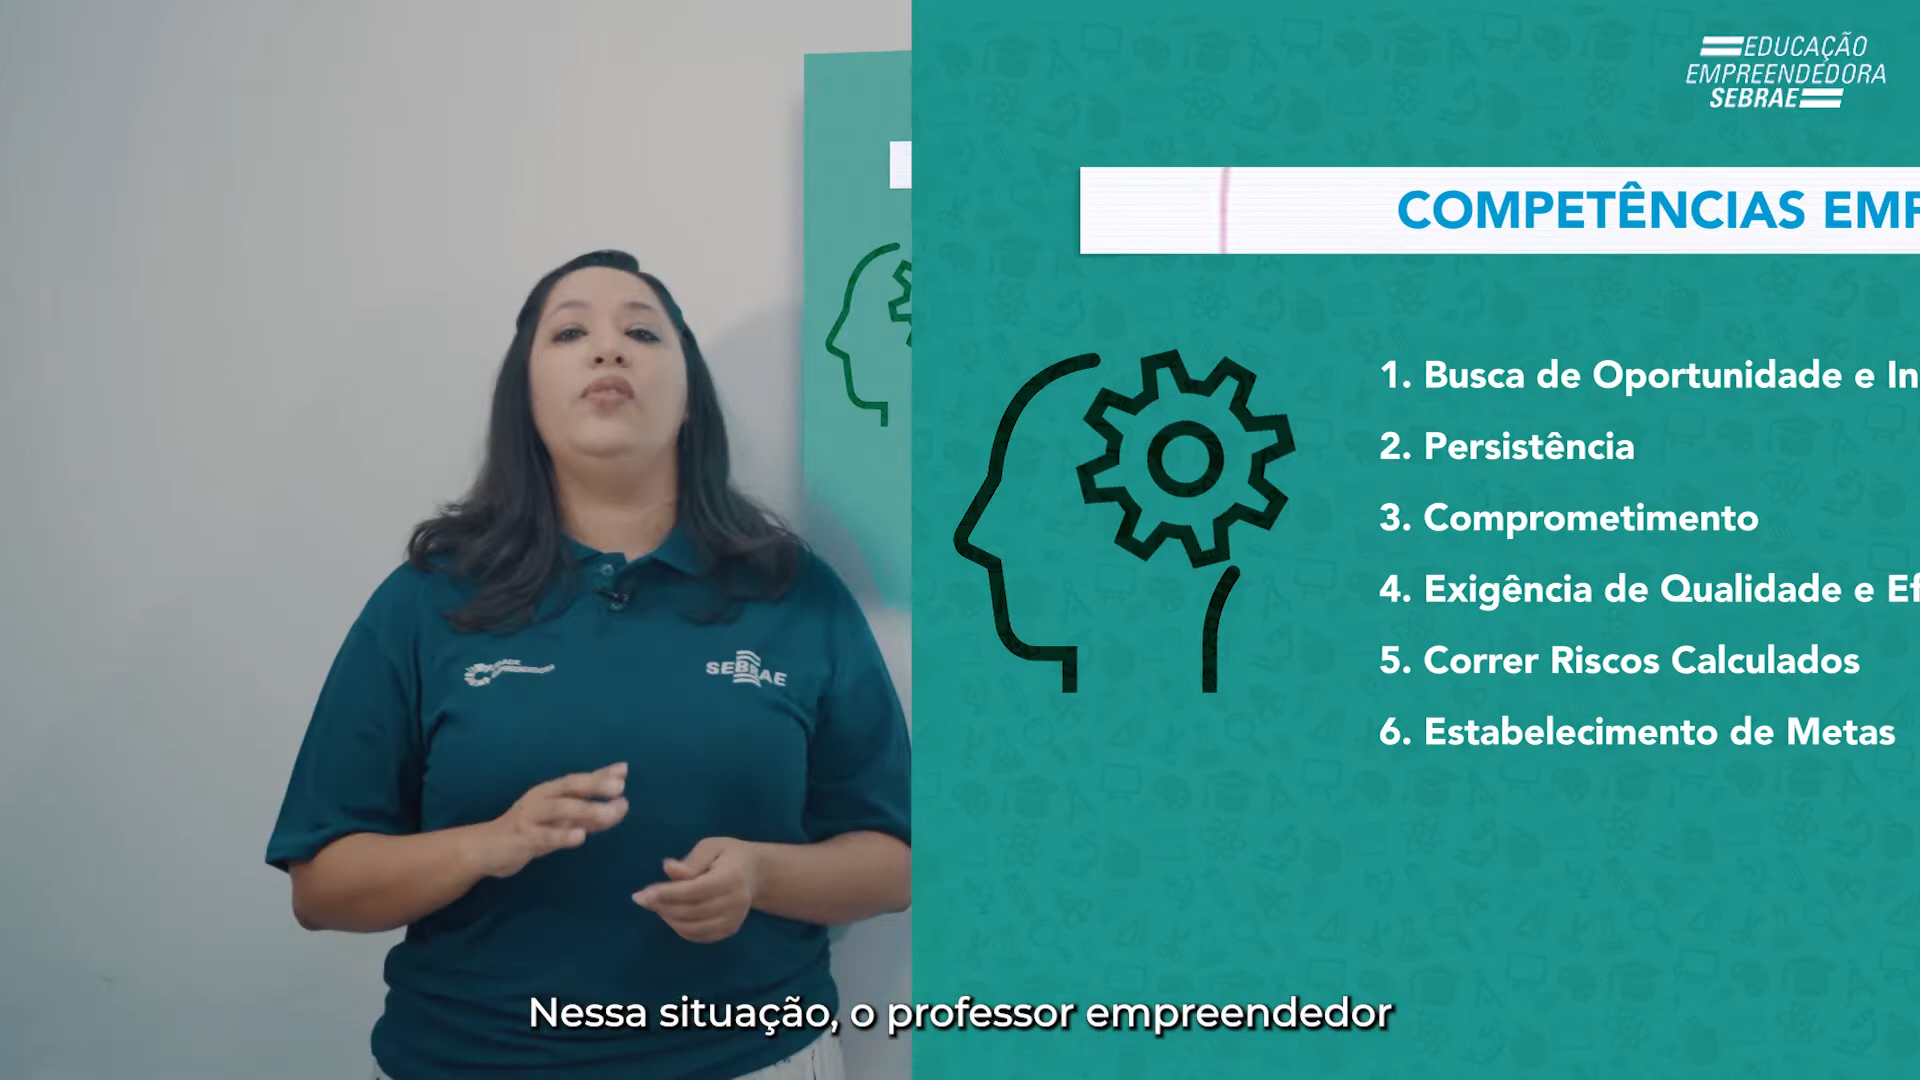 EDUCAÇÃO
EMPREENDEDORA
SEBRAE
COMPETÊNCIAS EMP
1. Busca de Oportunidade e In
2. Persistência
3. Comprometimento
4. Exigência de Qualidade e Ef
5. Correr Riscos Calculados
6. Estabelecimento de Metas
SEBRAE
Nessa situação, o professor empreendedor